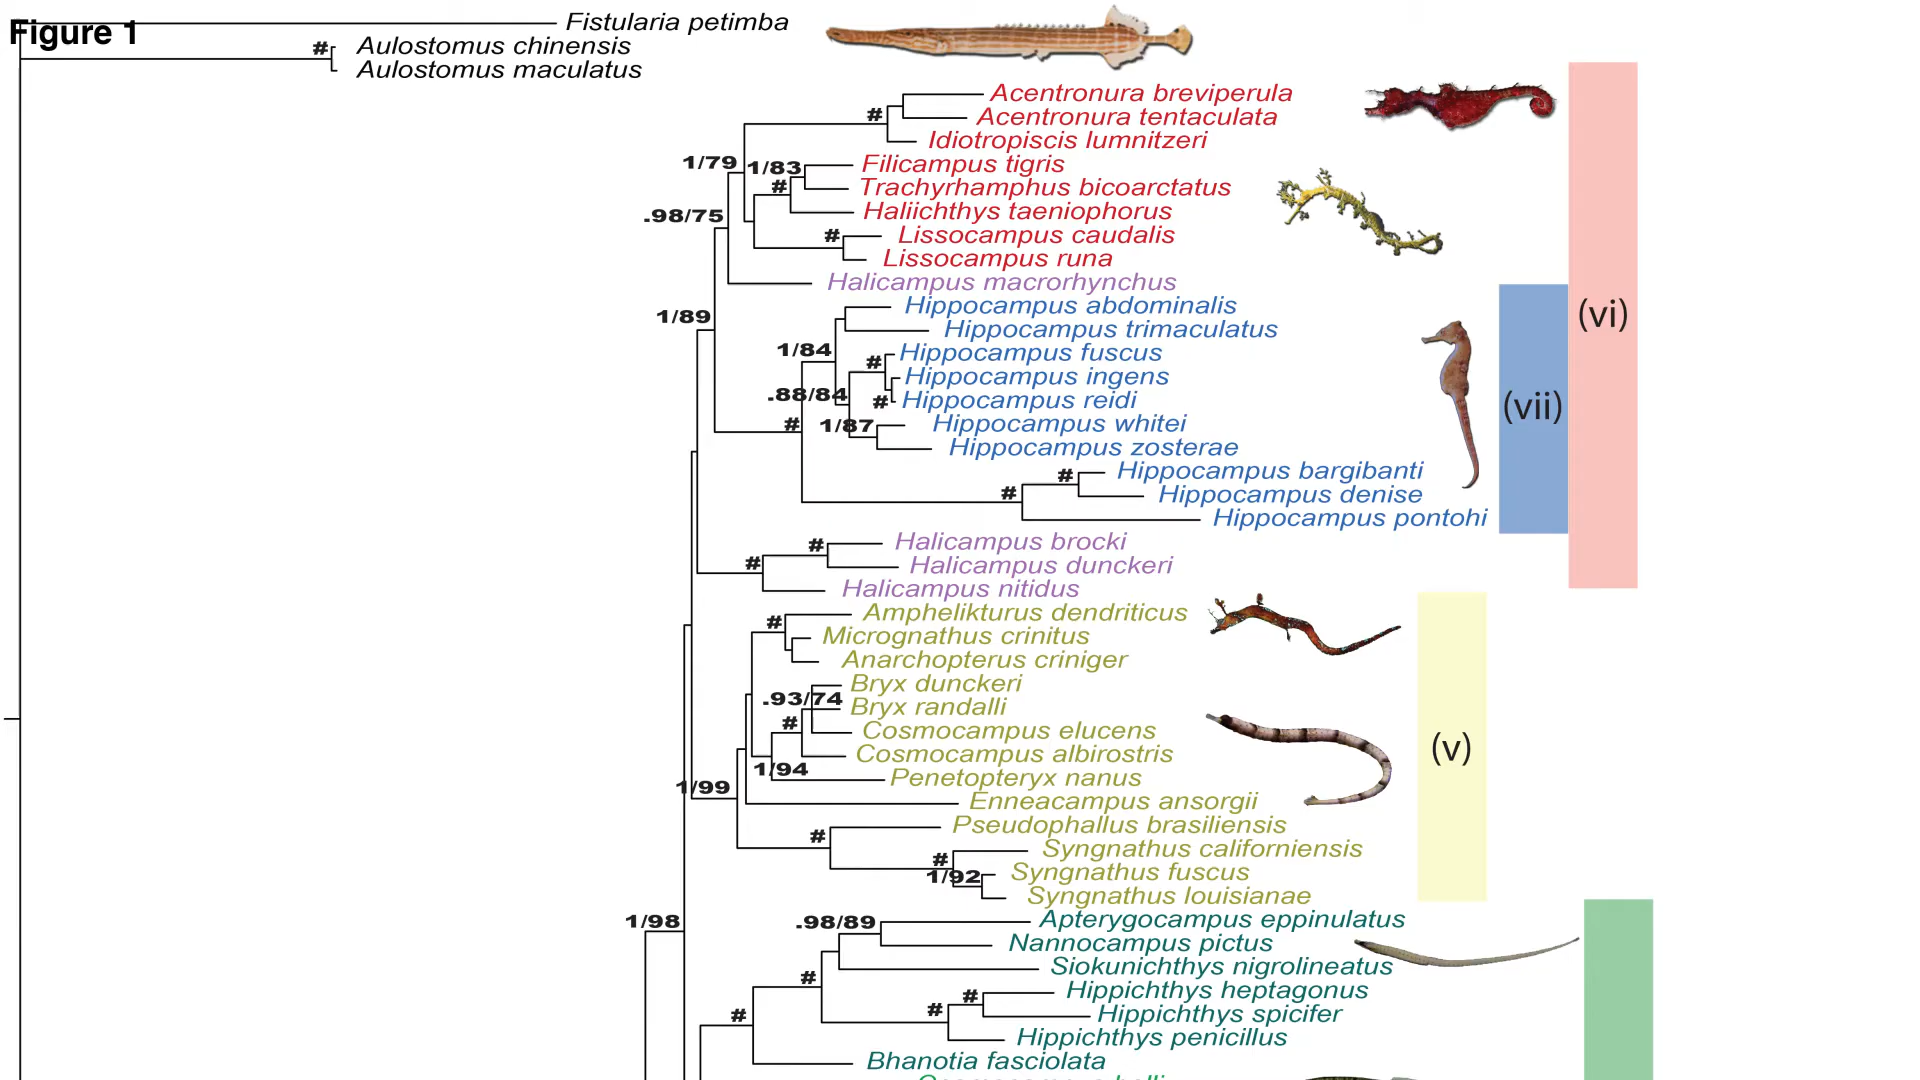 Figure 1
Fistularia petimba
# Aulostomus chinensis
Aulostomus maculatus
Acentronura breviperula
# Acentronura tentaculata
Idiotropiscis lumnitzeri
1/79 1/83 Filicampus tigris
# Trachyrhamphus bicoarctatus
.98/75 Haliichthys taeniophorus
# Lissocampus caudalis
Lissocampus runa
Halicampus macrorhynchus
Hippocampus abdominalis
1/89 Hippocampus trimaculatus
(vi)
1/84 # Hippocampus fuscus
Hippocampus ingens
.88/84 # Hippocampus reidi
(vii)
# 1/87 Hippocampus whitei
Hippocampus zosterae
# Hippocampus bargibanti
# Hippocampus denise
Hippocampus pontohi
# Halicampus brocki
# Halicampus dunckeri
Halicampus nitidus
# Amphelikturus dendriticus
Micrognathus crinitus
Anarchopterus criniger
Bryx dunckeri
.93/74 Bryx randalli
# Cosmocampus elucens
(v)
Cosmocampus albirostris
1/94 Penetopteryx nanus
1/99 Enneacampus ansorgii
# Pseudophallus brasiliensis
# Syngnathus californiensis
1/92 Syngnathus fuscus
Syngnathus louisianae
1/98 .98/89 Apterygocampus eppinulatus
Nannocampus pictus
# Siokunichthys nigrolineatus
# Hippichthys heptagonus
# # Hippichthys spicifer
Hippichthys penicillus
Bhanotia fasciolata